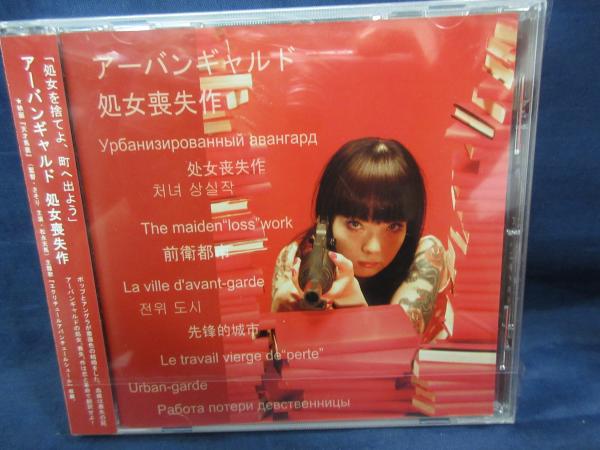 アーバンギャルド
処女喪失作
Урбанизированный авангард
处女喪失作
처녀 상실작
The maiden“loss”work
前衛都市
La ville d'avant-garde
전위 도시
先锋的城市
Le travail vierge de“perte”
Urban-garde
Работа потери девственницы
「処女を捨てよ、町へ出よう」
アーバンギャルド 処女喪失作